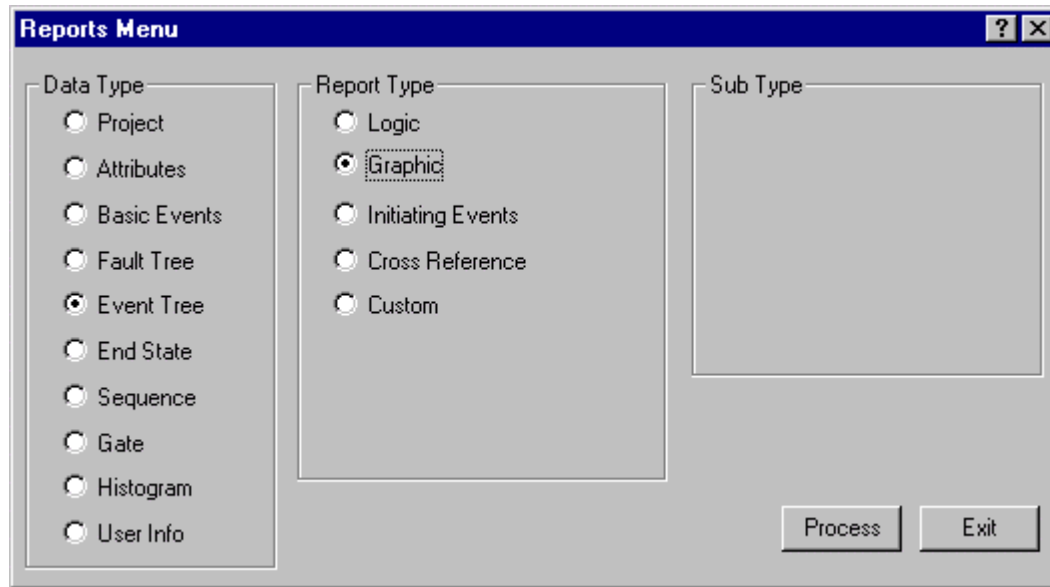 Reports Menu
Data Type
Project
Attributes
Basic Events
Fault Tree
Event Tree
End State
Sequence
Gate
Histogram
User Info
Report Type
Logic
Graphic
Initiating Events
Cross Reference
Custom
Sub Type
Process
Exit